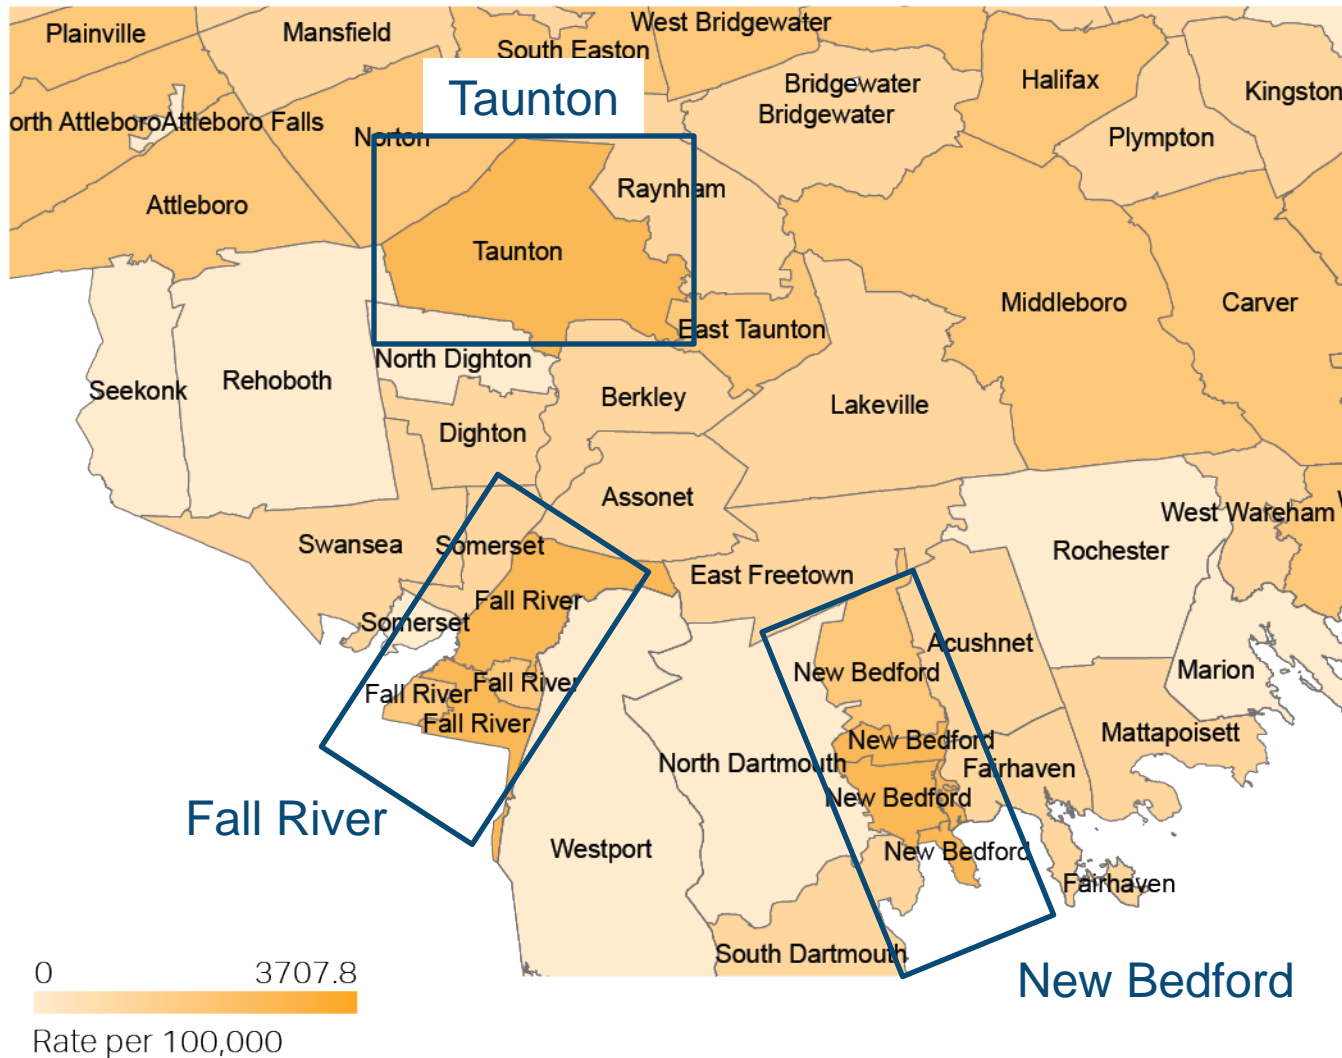 Plainville
Mansfield
West Bridgewater
South Easton
Taunton
Bridgewater
Bridgewater
Halifax
Kingston
orth Attleboro
Attleboro Falls
Norton
Plympton
Raynham
Attleboro
Taunton
Middleboro
Carver
East Taunton
North Dighton
Seekonk
Rehoboth
Berkley
Lakeville
Dighton
Assonet
West Wareham
Swansea
Somerset
Rochester
East Freetown
Fall River
Somerset
Acushnet
New Bedford
Marion
Fall River
Fall River
Fall River
New Bedford
Mattapoisett
North Dartmouth
Fairhaven
New Bedford
Fall River
Westport
New Bedford
Fairhaven
South Dartmouth
New Bedford
0 3707.8
Rate per 100,000